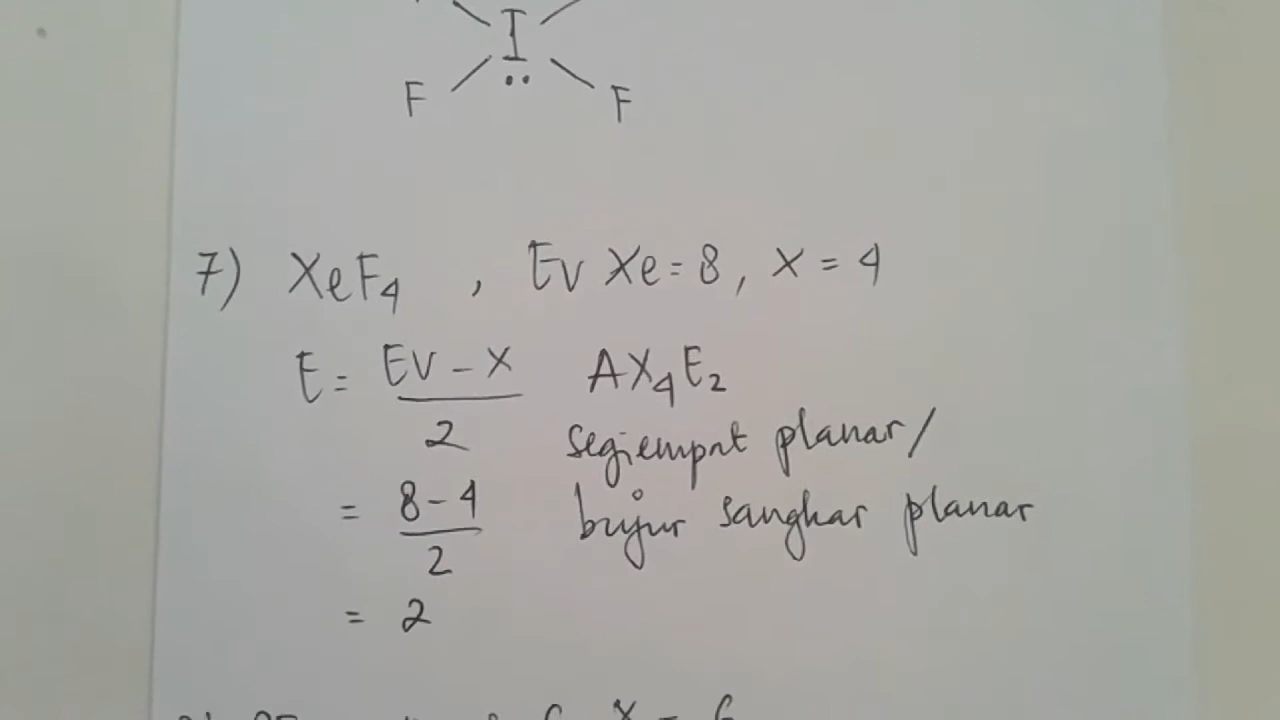 I
F F
7) XeF4 , Ev Xe = 8, X = 4
E = EV - X / 2 AX4E2
segiempat planar/
= 8-4 / 2 bujur sangkar planar
= 2